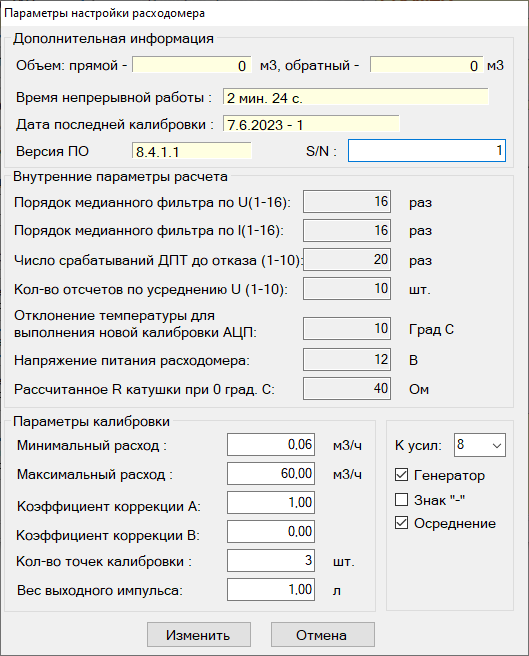 Параметры настройки расходомера
Дополнительная информация
Объем: прямой - 0 м3, обратный - 0 м3
Время непрерывной работы : 2 мин. 24 с.
Дата последней калибровки : 7.6.2023 - 1
Версия ПО 8.4.1.1 S/N : 1
Внутренние параметры расчета
Порядок медианного фильтра по U(1-16): 16 раз
Порядок медианного фильтра по I(1-16): 16 раз
Число срабатываний ДПТ до отказа (1-10): 20 раз
Кол-во отсчетов по усреднению U (1-10): 10 шт.
Отклонение температуры для
выполнения новой калибровки АЦП: 10 Град С
Напряжение питания расходомера: 12 В
Рассчитанное R катушки при 0 град. С: 40 Ом
Параметры калибровки
Минимальный расход : 0,06 м3/ч
Максимальный расход : 60,00 м3/ч
Коэффициент коррекции А: 1,00
Коэффициент коррекции В: 0,00
Кол-во точек калибровки : 3 шт.
Вес выходного импульса: 1,00 л
К усил: 8
Генератор
Знак "-"
Осреднение
Изменить Отмена